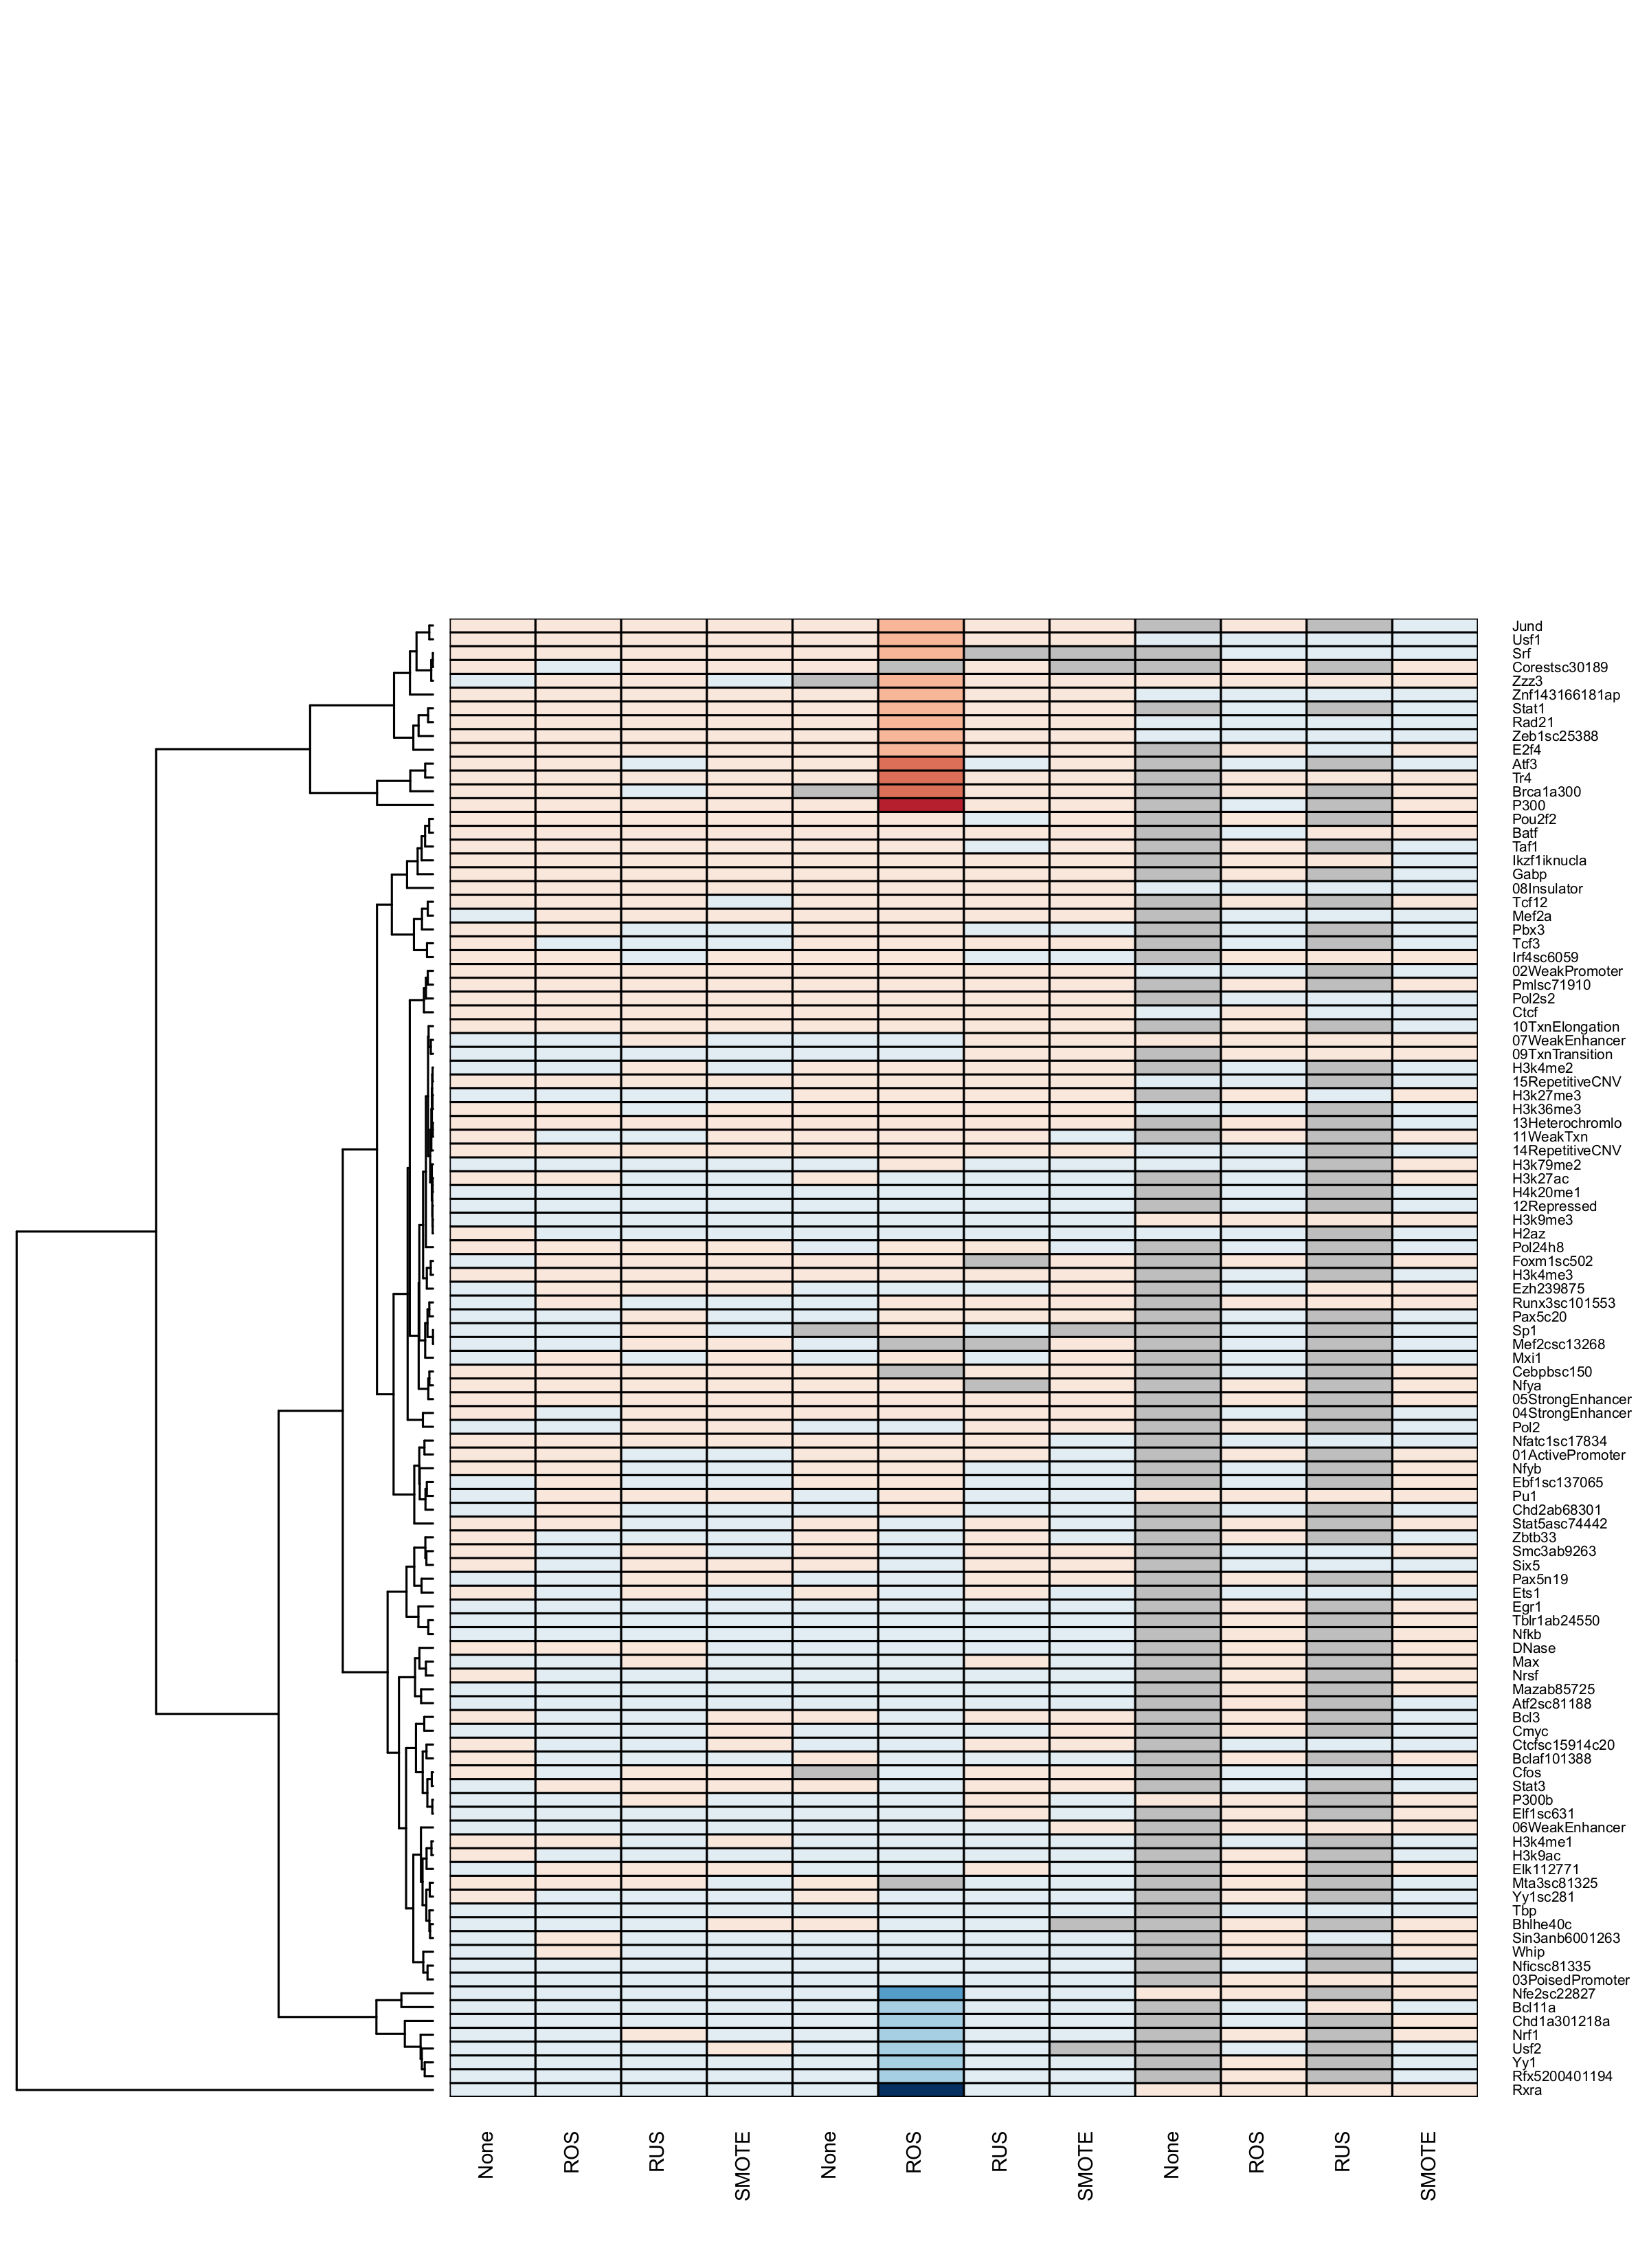 Jund
Usf1
Srf
Corestsc30189
Zzz3
Znf143166181ap
Stat1
Rad21
Zeb1sc25388
E2f4
Atf3
Tr4
Brca1a300
P300
Pou2f2
Batf
Taf1
Ikzf1iknucla
Gabp
08Insulator
Tcf12
Mef2a
Pbx3
Tcf3
Irf4sc6059
02WeakPromoter
Pmlsc71910
Pol2s2
Ctcf
10TxnElongation
07WeakEnhancer
09TxnTransition
H3k4me2
15RepetitiveCNV
H3k27me3
H3k36me3
13Heterochromlo
11WeakTxn
14RepetitiveCNV
H3k79me2
H3k27ac
H4k20me1
12Repressed
H3k9me3
H2az
Pol24h8
Foxm1sc502
H3k4me3
Ezh239875
Runx3sc101553
Pax5c20
Sp1
Mef2csc13268
Mxi1
Cebpbsc150
Nfya
05StrongEnhancer
04StrongEnhancer
Pol2
Nfatc1sc17834
01ActivePromoter
Nfyb
Ebf1sc137065
Pu1
Chd2ab68301
Stat5asc74442
Zbtb33
Smc3ab9263
Six5
Pax5n19
Ets1
Egr1
Tblr1ab24550
Nfkb
DNase
Max
Nrsf
Mazab85725
Atf2sc81188
Bcl3
Cmyc
Ctcfsc15914c20
Bclaf101388
Cfos
Stat3
P300b
Elf1sc631
06WeakEnhancer
H3k4me1
H3k9ac
Elk112771
Mta3sc81325
Yy1sc281
Tbp
Bhlhe40c
Sin3anb6001263
Whip
Nficsc81335
03PoisedPromoter
Nfe2sc22827
Bcl11a
Chd1a301218a
Nrf1
Usf2
Yy1
Rfx5200401194
Rxra
None ROS RUS SMOTE None ROS RUS SMOTE None ROS RUS SMOTE